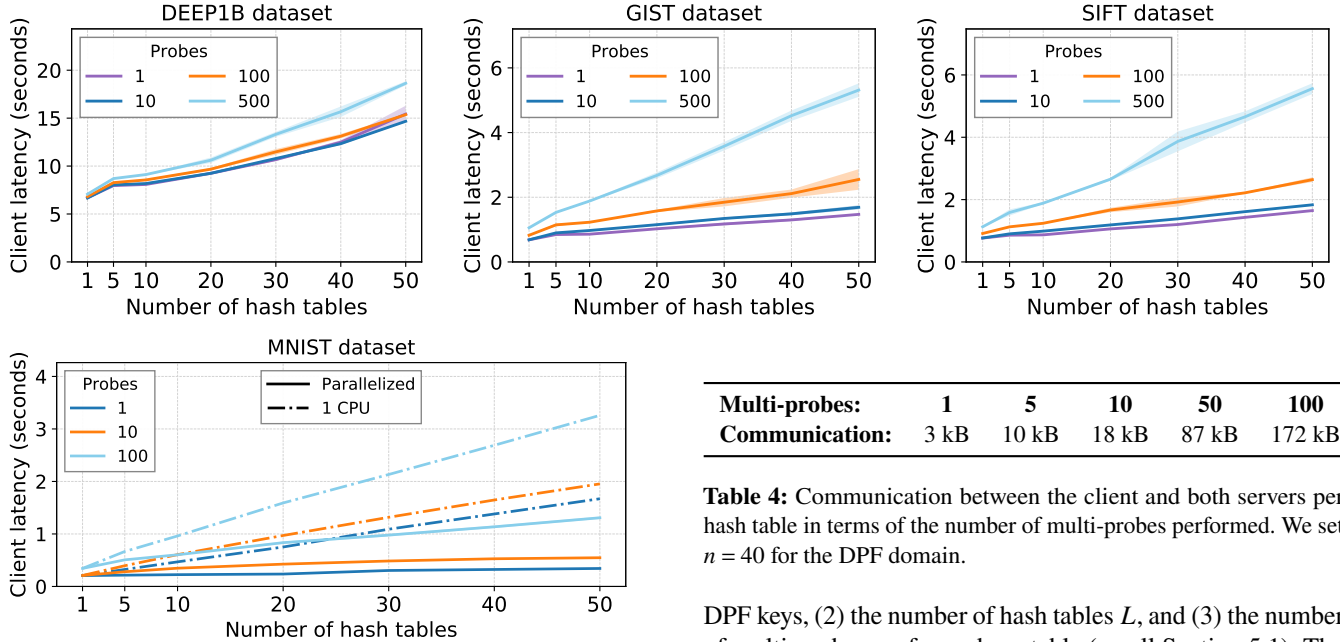 DEEP1B dataset
Client latency (seconds)
20
15
10
5
0
Probes
1
10
100
500
1 5 10 20 30 40 50
Number of hash tables
GIST dataset
Client latency (seconds)
6
4
2
0
Probes
1
10
100
500
1 5 10 20 30 40 50
Number of hash tables
SIFT dataset
Client latency (seconds)
6
4
2
0
Probes
1
10
100
500
1 5 10 20 30 40 50
Number of hash tables
MNIST dataset
Client latency (seconds)
4
3
2
1
0
Probes
1
10
100
Parallelized
1 CPU
1 5 10 20 30 40 50
Number of hash tables
Multi-probes: 1 5 10 50 100
Communication: 3 kB 10 kB 18 kB 87 kB 172 kB
Table 4: Communication between the client and both servers per
hash table in terms of the number of multi-probes performed. We set
n = 40 for the DPF domain.
DPF keys, (2) the number of hash tables L, and (3) the number